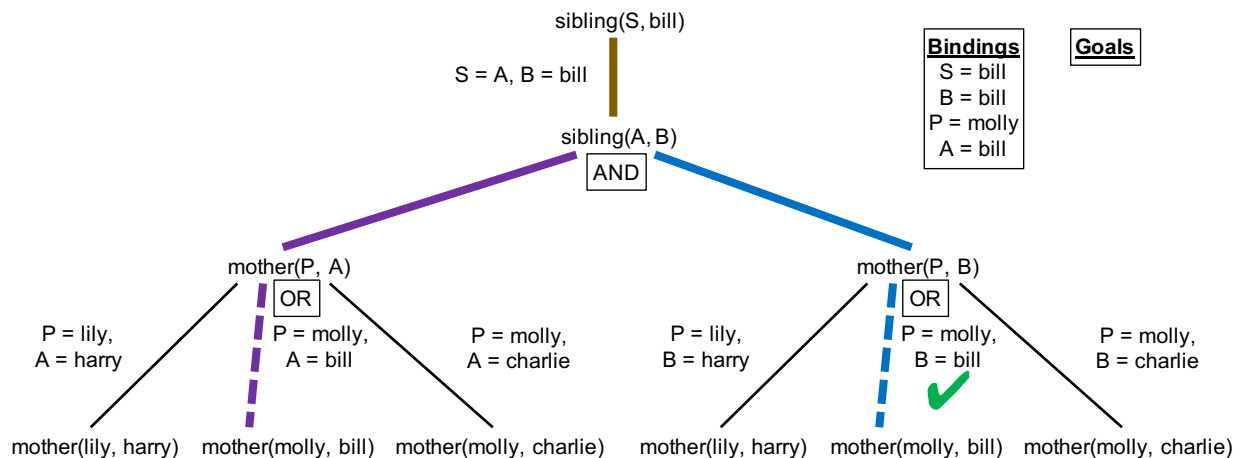 sibling(S, bill)
S = A, B = bill
sibling(A, B)
AND
Bindings
S = bill
B = bill
P = molly
A = bill
Goals
mother(P, A)
OR
P = lily,
A = harry
P = molly,
A = bill
P = molly,
A = charlie
mother(lily, harry)
mother(molly, bill)
mother(molly, charlie)
mother(P, B)
OR
P = lily,
B = harry
P = molly,
B = bill
P = molly,
B = charlie
mother(lily, harry)
mother(molly, bill)
mother(molly, charlie)